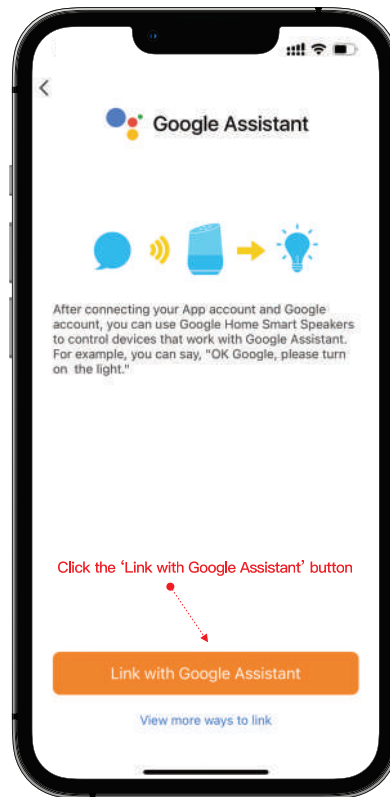 Google Assistant
After connecting your App account and Google
account, you can use Google Home Smart Speakers
to control devices that work with Google Assistant.
For example, you can say, "OK Google, please turn
on the light."
Click the ‘Link with Google Assistant’ button
Link with Google Assistant
View more ways to link